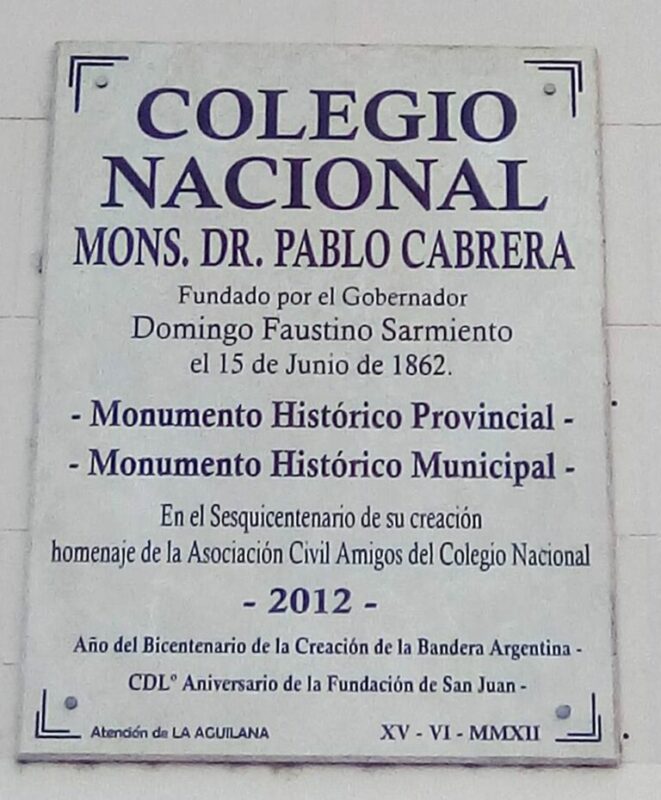 COLEGIO
NACIONAL
MONS. DR. PABLO CABRERA
Fundado por el Gobernador
Domingo Faustino Sarmiento
el 15 de Junio de 1862.
- Monumento Histórico Provincial -
- Monumento Histórico Municipal -
En el Sesquicentenario de su creación
homenaje de la Asociación Civil Amigos del Colegio Nacional
- 2012 -
Año del Bicentenario de la Creación de la Bandera Argentina -
CDLº Aniversario de la Fundación de San Juan -
Atención de LA AGUILANA XV - VI - MMXII